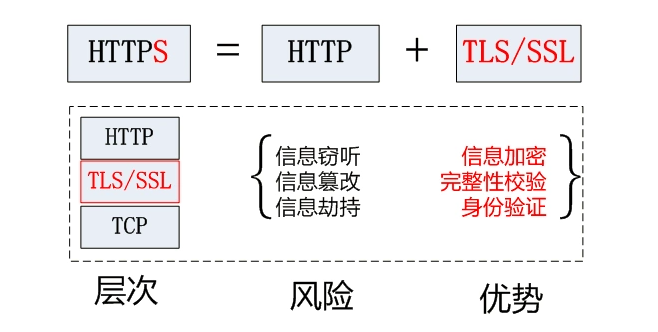 HTTPS = HTTP + TLS/SSL
HTTP
TLS/SSL
TCP
信息窃听
信息篡改
信息劫持
信息加密
完整性校验
身份验证
层次
风险
优势